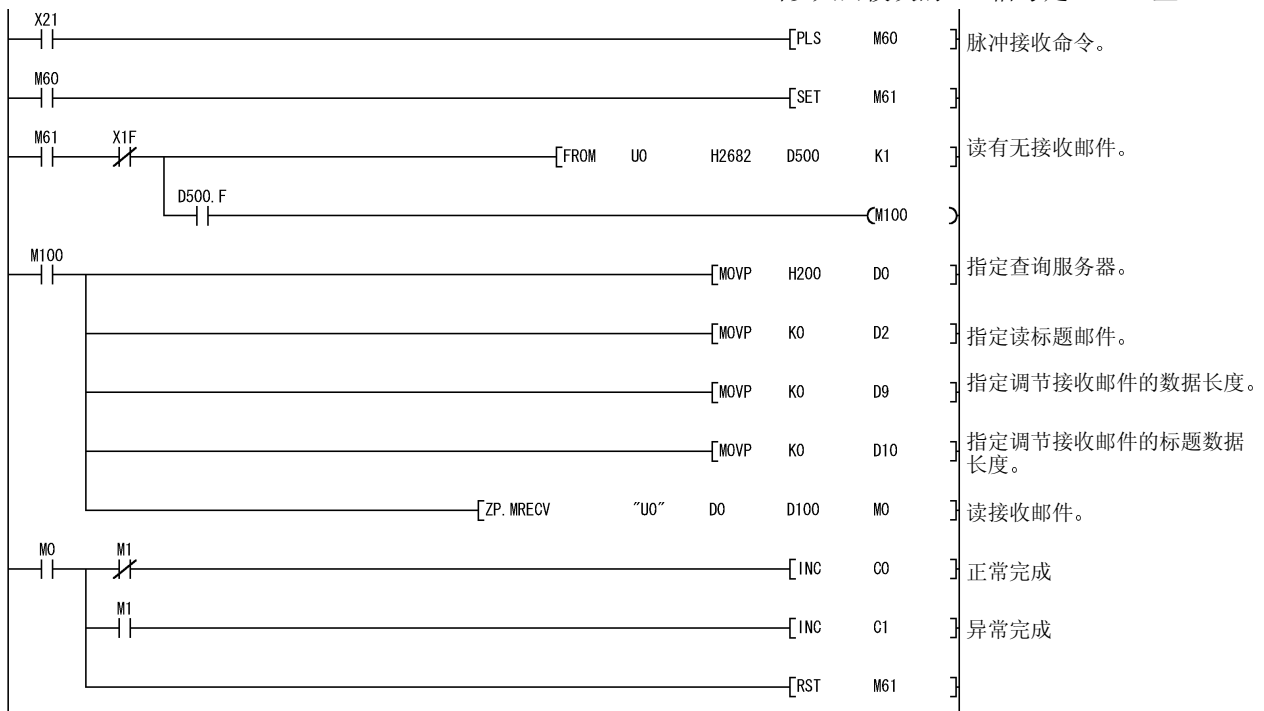 X21
[PLS M60 ] 脉冲接收命令。
M60
[SET M61 ]
M61 X1F
[FROM U0 H2682 D500 K1 ] 读有无接收邮件。
D500.F
(M100 )
M100
[MOVP H200 D0 ] 指定查询服务器。
[MOVP K0 D2 ] 指定读标题邮件。
[MOVP K0 D9 ] 指定调节接收邮件的数据长度。
[MOVP K0 D10 ] 指定调节接收邮件的标题数据
长度。
[ZP.MRECV "U0" D0 D100 M0 ] 读接收邮件。
M0 M1
[INC C0 ] 正常完成
M1
[INC C1 ] 异常完成
[RST M61 ]